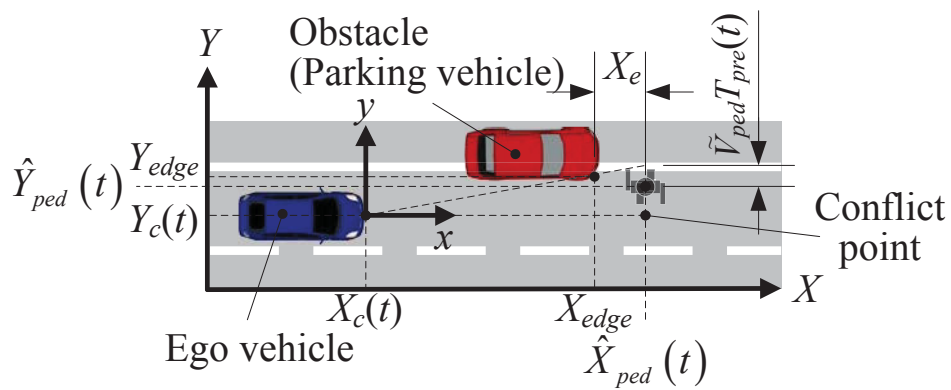 Obstacle
(Parking vehicle)
Y
y
X_e
Ṽ_ped T_pre(t)
Y_edge
Ŷ_ped (t)
Y_c(t)
x
Conflict
point
X
X_c(t)
X_edge
Ego vehicle
X̂_ped (t)